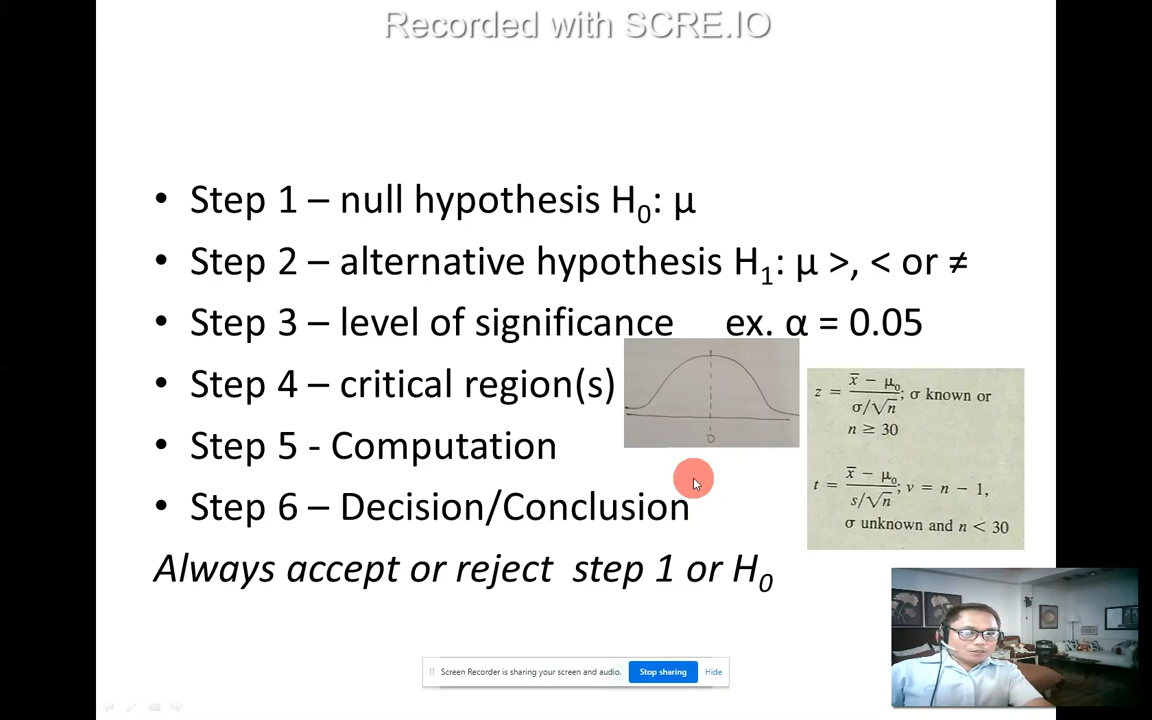 Recorded with SCRE.IO
• Step 1 – null hypothesis H₀: μ
• Step 2 – alternative hypothesis H₁: μ >, < or ≠
• Step 3 – level of significance ex. α = 0.05
• Step 4 – critical region(s)
0
• Step 5 - Computation
• Step 6 – Decision/Conclusion
Always accept or reject step 1 or H₀
z = (x̄ − μ₀)/(σ/√n); σ known or
n ≥ 30
t = (x̄ − μ₀)/(s/√n); v = n − 1,
σ unknown and n < 30
Screen Recorder is sharing your screen and audio. Stop sharing Hide